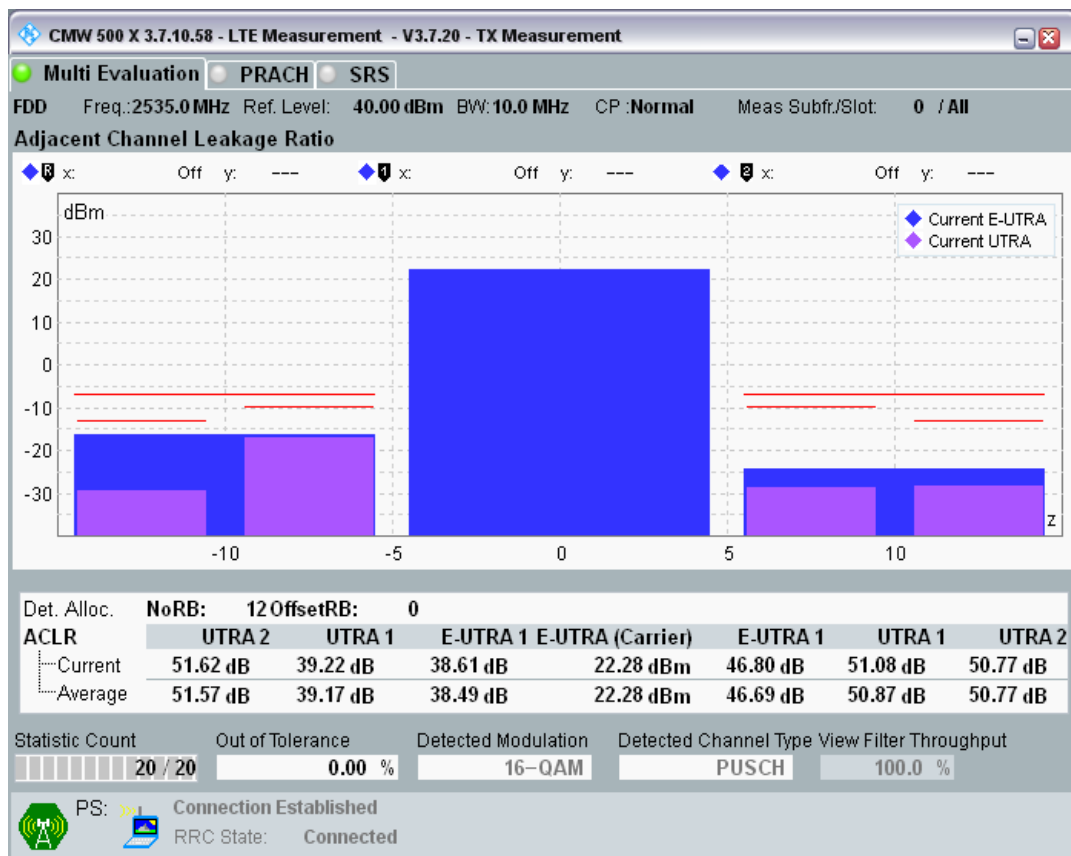 CMW 500 X 3.7.10.58 - LTE Measurement - V3.7.20 - TX Measurement
Multi Evaluation PRACH SRS
FDD Freq.:2535.0 MHz Ref. Level: 40.00 dBm BW:10.0 MHz CP :Normal Meas Subfr./Slot: 0 / All
Adjacent Channel Leakage Ratio
R x: Off y: --- 1 x: Off y: --- 2 x: Off y: ---
dBm
Current E-UTRA
Current UTRA
30
20
10
0
-10
-20
-30
z
-10 -5 0 5 10
Det. Alloc. NoRB: 12 OffsetRB: 0
ACLR UTRA 2 UTRA 1 E-UTRA 1 E-UTRA (Carrier) E-UTRA 1 UTRA 1 UTRA 2
Current 51.62 dB 39.22 dB 38.61 dB 22.28 dBm 46.80 dB 51.08 dB 50.77 dB
Average 51.57 dB 39.17 dB 38.49 dB 22.28 dBm 46.69 dB 50.87 dB 50.77 dB
Statistic Count Out of Tolerance Detected Modulation Detected Channel Type View Filter Throughput
20 / 20 0.00 % 16-QAM PUSCH 100.0 %
PS: Connection Established
RRC State: Connected